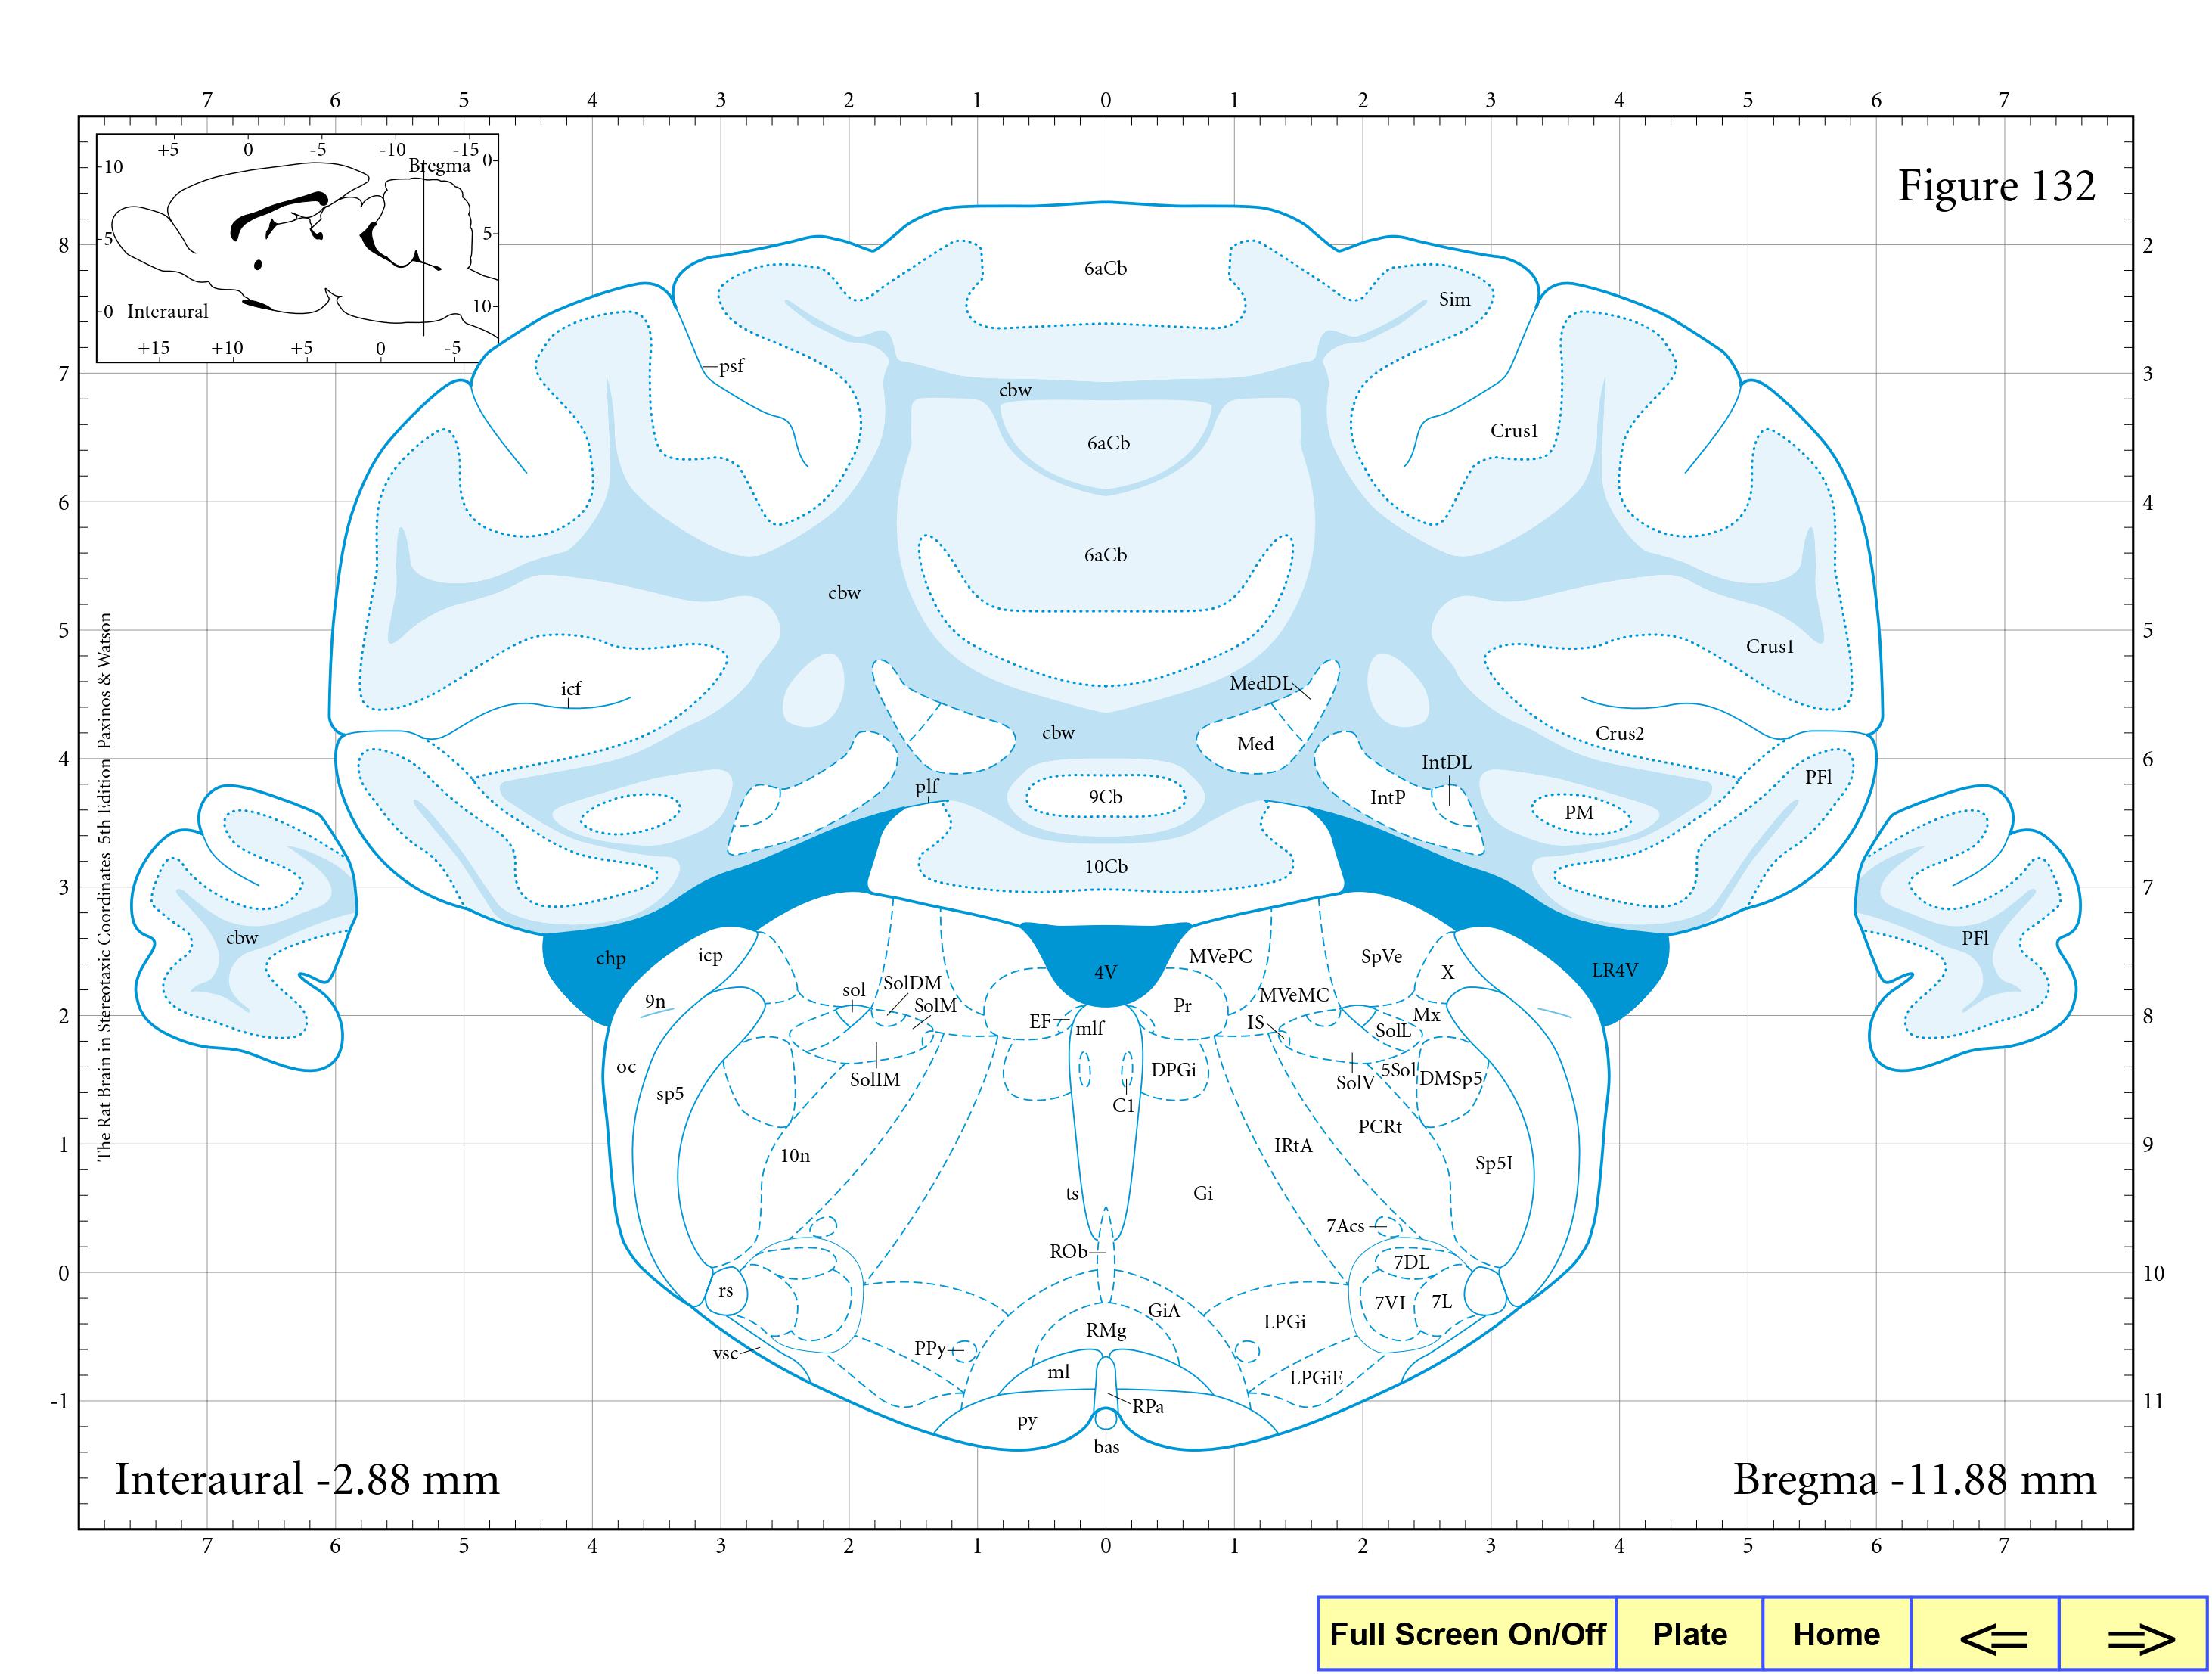 7 6 5 4 3 2 1 0 1 2 3 4 5 6 7
+5 0 -5 -10 -15
Bregma 0
10
5
5
0 Interaural 10
+15 +10 +5 0 -5
Figure 132
6aCb
8 2
Sim
psf
7 3
cbw
Crus1
6aCb
6 4
6aCb
cbw
5 5
Crus1
MedDL
icf
cbw Med Crus2
4 6
IntDL
plf PFl
9Cb IntP PM
10Cb
3 7
cbw PFl
chp icp 4V MVePC SpVe X LR4V
sol SolDM MVeMC
9n SolM Pr
2 8
EF mlf IS SolL Mx
oc DPGi 5Sol
SolIM SolV DMSp5
sp5 C1
PCRt
1 9
10n IRtA Sp5I
ts Gi
7Acs
ROb 7DL
0 10
rs 7VI 7L
GiA
RMg LPGi
PPy
vsc
ml LPGiE
-1 11
RPa
py
bas
The Rat Brain in Stereotaxic Coordinates 5th Edition Paxinos & Watson
Interaural -2.88 mm Bregma -11.88 mm
7 6 5 4 3 2 1 0 1 2 3 4 5 6 7
Full Screen On/Off Plate Home <= =>